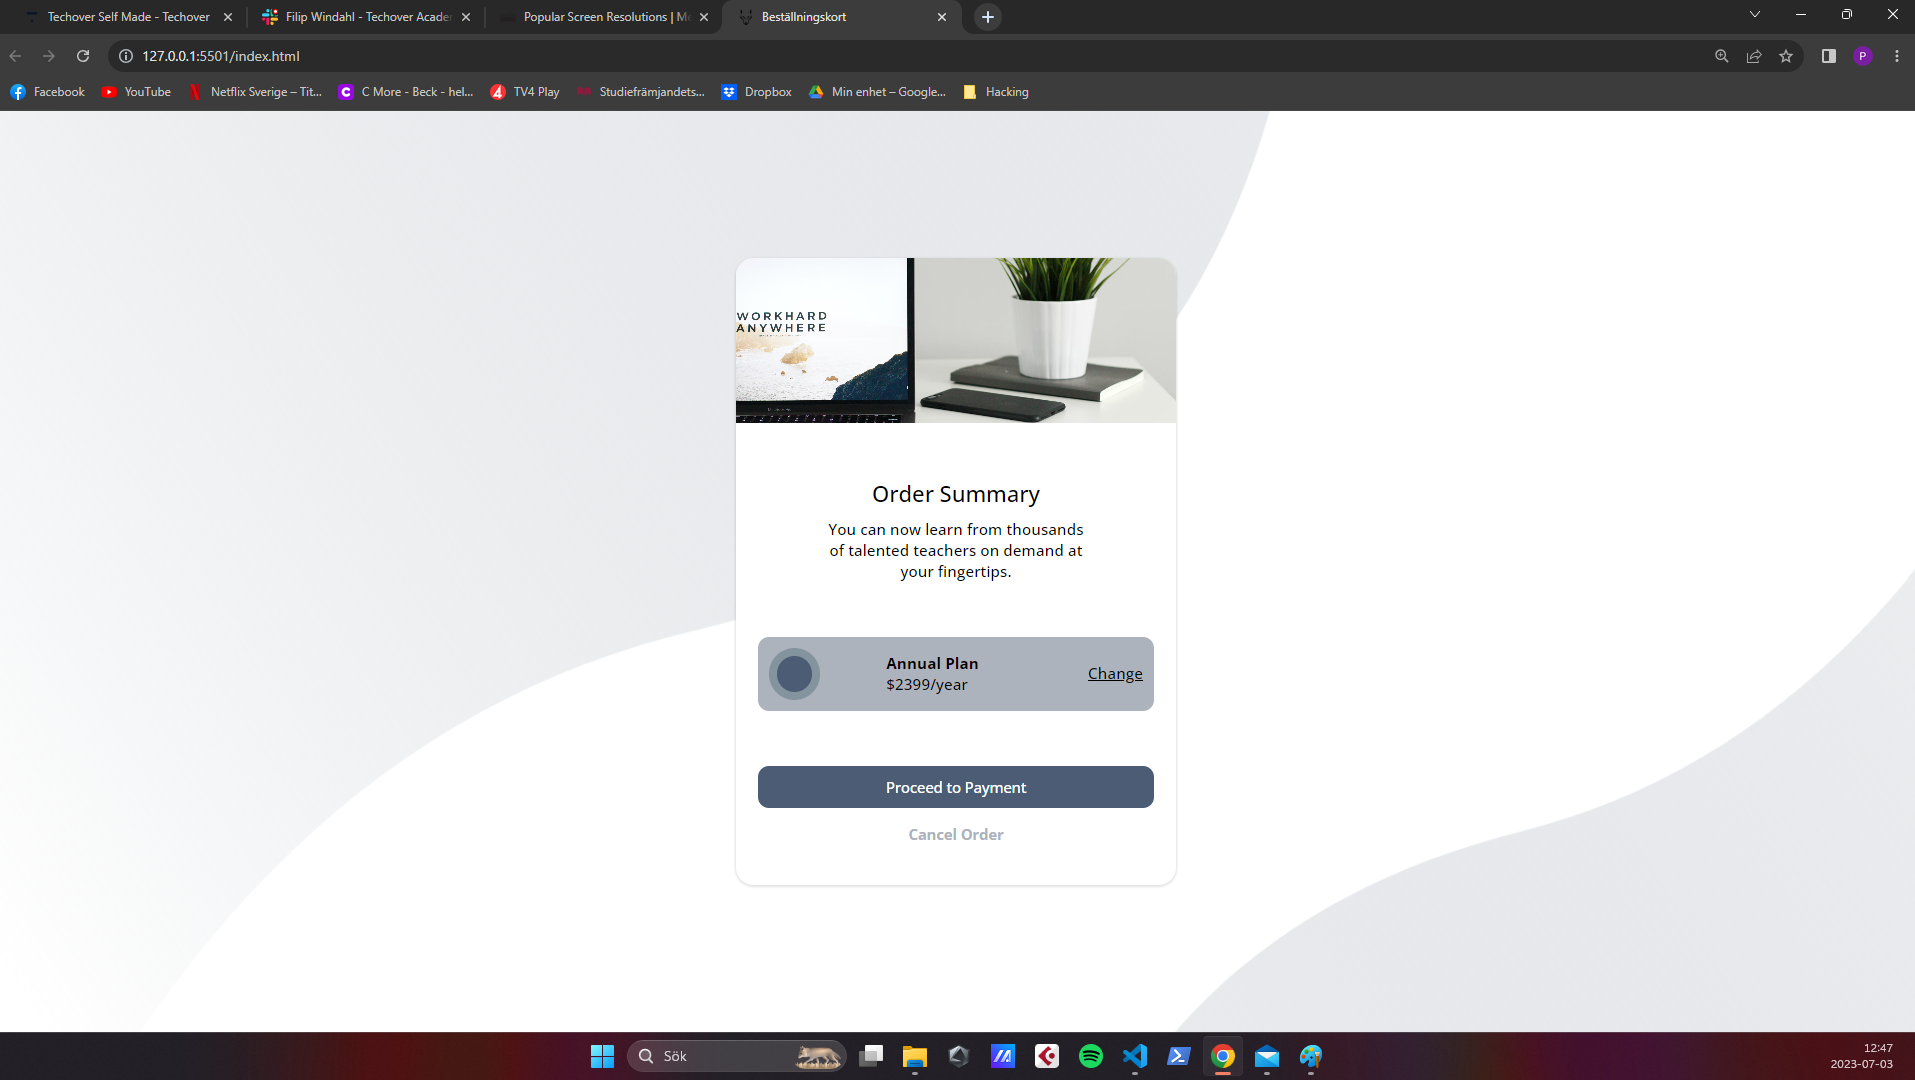 Techover Self Made - Techover
Filip Windahl - Techover Acade
Popular Screen Resolutions | M
Beställningskort
127.0.0.1:5501/index.html
P
Facebook
YouTube
Netflix Sverige – Tit...
C More - Beck - hel...
TV4 Play
Studiefrämjandets...
Dropbox
Min enhet – Google...
Hacking
WORKHARD
ANYWHERE
Order Summary
You can now learn from thousands
of talented teachers on demand at
your fingertips.
Annual Plan
$2399/year
Change
Proceed to Payment
Cancel Order
Sök
12:47
2023-07-03